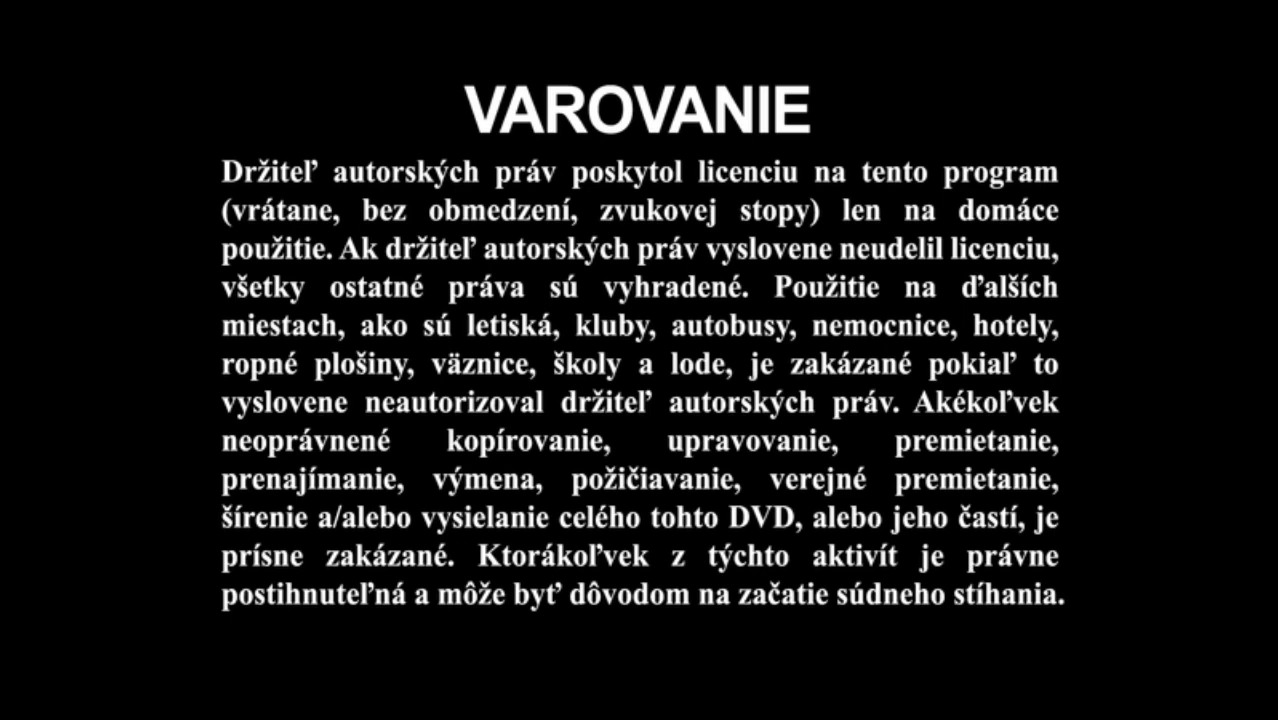 VAROVANIE
Držiteľ autorských práv poskytol licenciu na tento program
(vrátane, bez obmedzení, zvukovej stopy) len na domáce
použitie. Ak držiteľ autorských práv vyslovene neudelil licenciu,
všetky ostatné práva sú vyhradené. Použitie na ďalších
miestach, ako sú letiská, kluby, autobusy, nemocnice, hotely,
ropné plošiny, väznice, školy a lode, je zakázané pokiaľ to
vyslovene neautorizoval držiteľ autorských práv. Akékoľvek
neoprávnené kopírovanie, upravovanie, premietanie,
prenajímanie, výmena, požičiavanie, verejné premietanie,
šírenie a/alebo vysielanie celého tohto DVD, alebo jeho častí, je
prísne zakázané. Ktorákoľvek z týchto aktivít je právne
postihnuteľná a môže byť dôvodom na začatie súdneho stíhania.